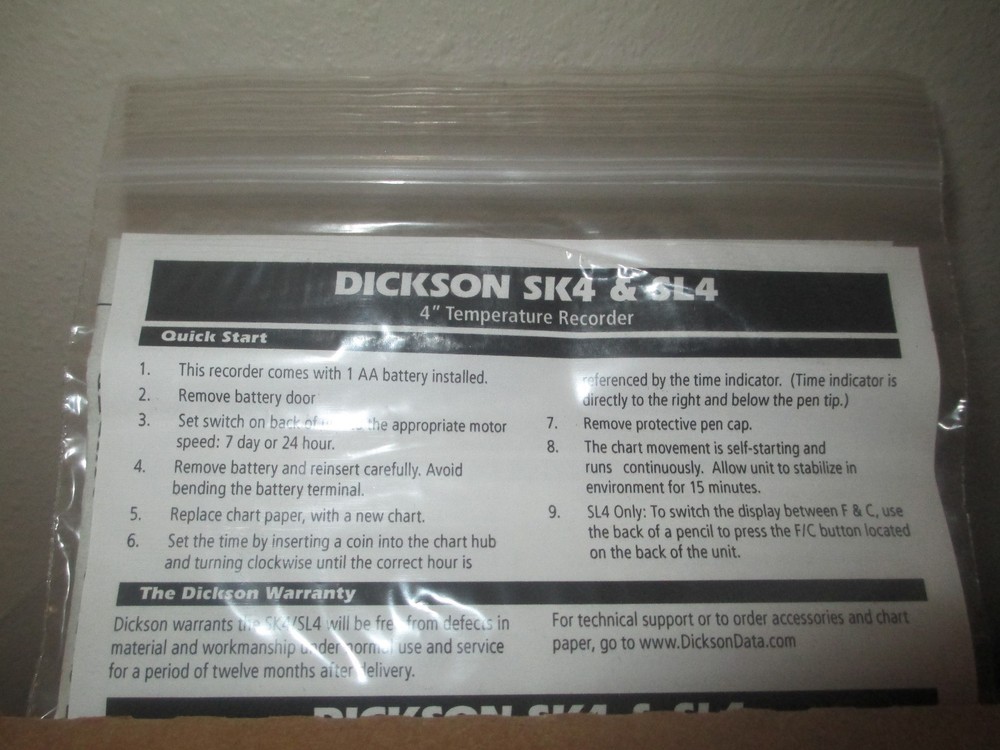 DICKSON SK4 & SL4
4" Temperature Recorder
Quick Start
1. This recorder comes with 1 AA battery installed.
2. Remove battery door
3. Set switch on back of the appropriate motor
speed: 7 day or 24 hour.
4. Remove battery and reinsert carefully. Avoid
bending the battery terminal.
5. Replace chart paper, with a new chart.
6. Set the time by inserting a coin into the chart hub
and turning clockwise until the correct hour is
referenced by the time indicator. (Time indicator is
directly to the right and below the pen tip.)
7. Remove protective pen cap.
8. The chart movement is self-starting and
runs continuously. Allow unit to stabilize in
environment for 15 minutes.
9. SL4 Only: To switch the display between F & C, use
the back of a pencil to press the F/C button located
on the back of the unit.
The Dickson Warranty
Dickson warrants the SK4/SL4 will be free from defects in
material and workmanship under normal use and service
for a period of twelve months after delivery.
For technical support or to order accessories and chart
paper, go to www.DicksonData.com
DICKSON SK4 & SL4